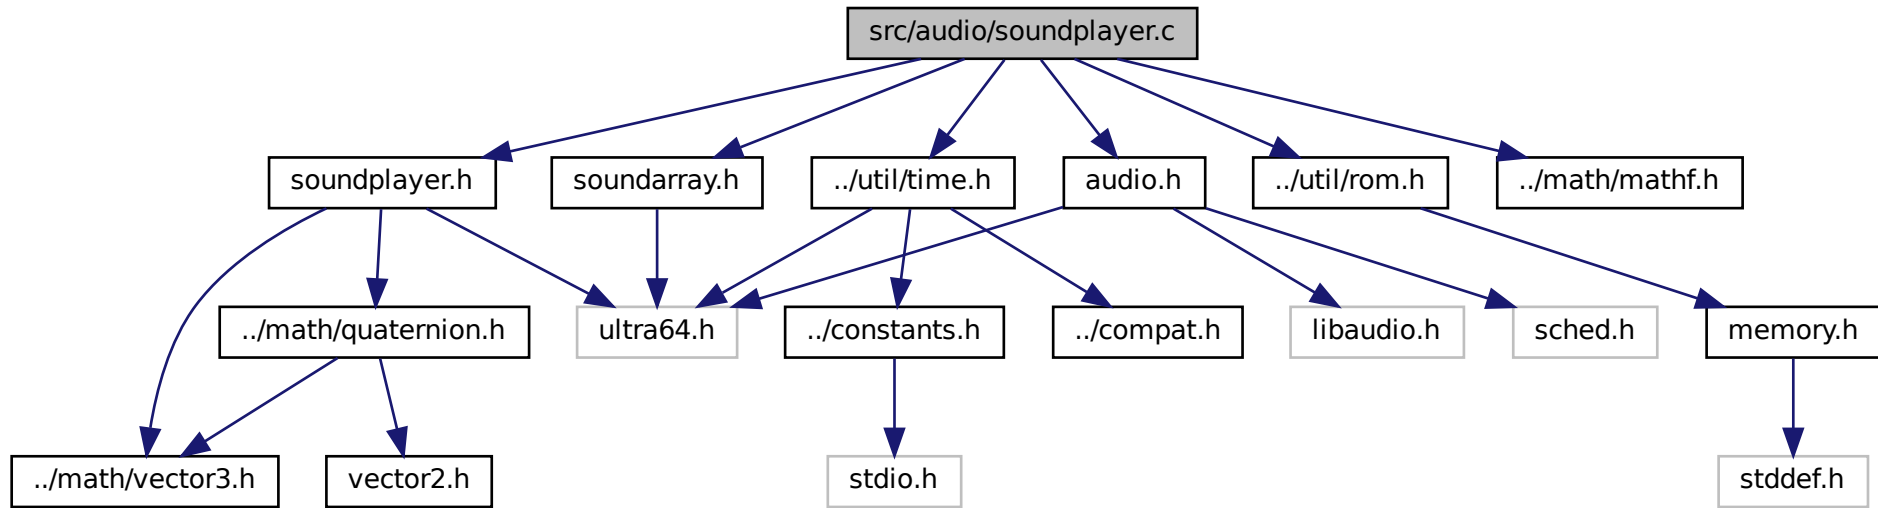 src/audio/soundplayer.c
soundplayer.h
soundarray.h
../util/time.h
audio.h
../util/rom.h
../math/mathf.h
../math/quaternion.h
ultra64.h
../constants.h
../compat.h
libaudio.h
sched.h
memory.h
../math/vector3.h
vector2.h
stdio.h
stddef.h